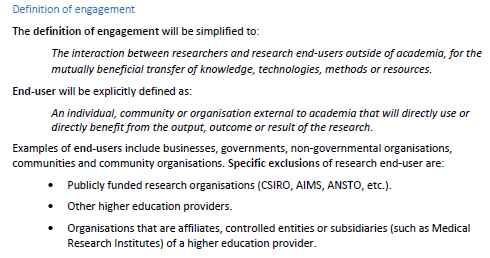 Definition of engagement
The definition of engagement will be simplified to:
The interaction between researchers and research end-users outside of academia, for the
mutually beneficial transfer of knowledge, technologies, methods or resources.
End-user will be explicitly defined as:
An individual, community or organisation external to academia that will directly use or
directly benefit from the output, outcome or result of the research.
Examples of end-users include businesses, governments, non-governmental organisations,
communities and community organisations. Specific exclusions of research end-user are:
• Publicly funded research organisations (CSIRO, AIMS, ANSTO, etc.).
• Other higher education providers.
• Organisations that are affiliates, controlled entities or subsidiaries (such as Medical
Research Institutes) of a higher education provider.